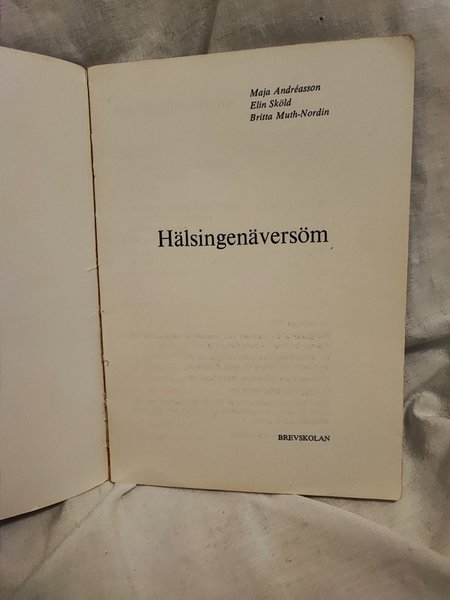 Maja Andréasson
Elin Sköld
Britta Muth-Nordin
Hälsingenäversöm
BREVSKOLAN